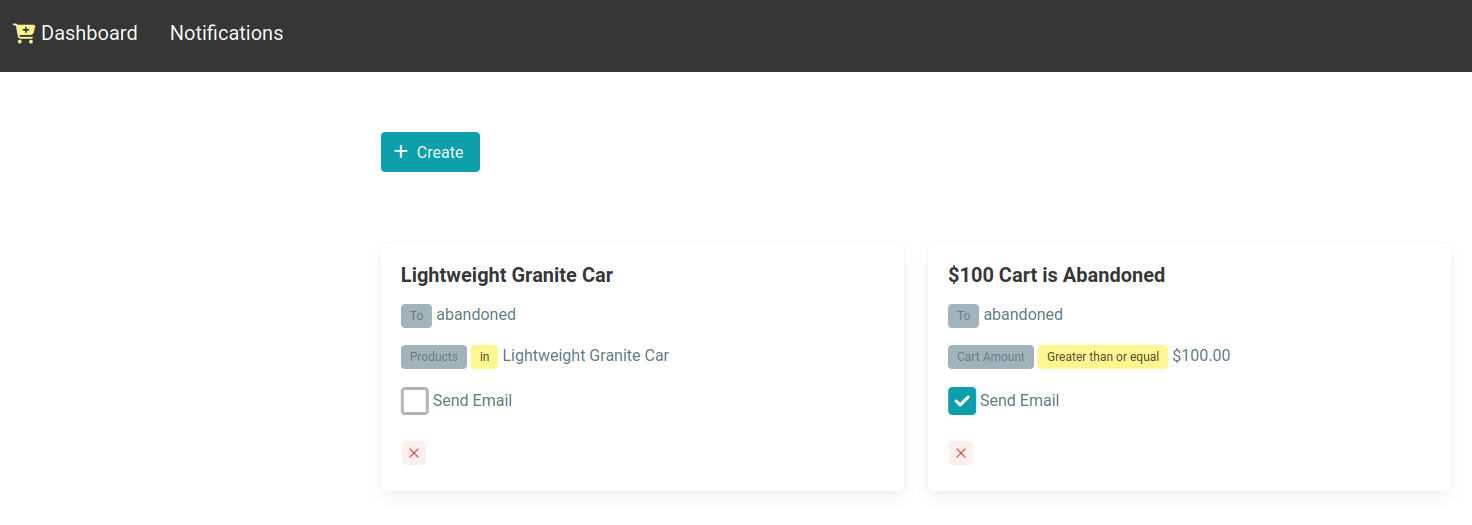 Dashboard Notifications
+ Create
Lightweight Granite Car
To abandoned
Products in Lightweight Granite Car
Send Email
$100 Cart is Abandoned
To abandoned
Cart Amount Greater than or equal $100.00
Send Email